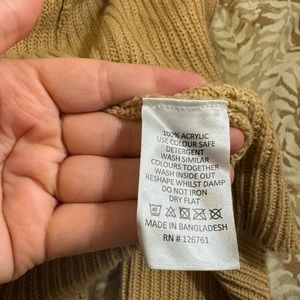 100% ACRYLIC
USE COLOUR SAFE
DETERGENT
WASH SIMILAR
COLOURS TOGETHER
WASH INSIDE OUT
RESHAPE WHILST DAMP
DO NOT IRON
DRY FLAT
MADE IN BANGLADESH
RN # 126761